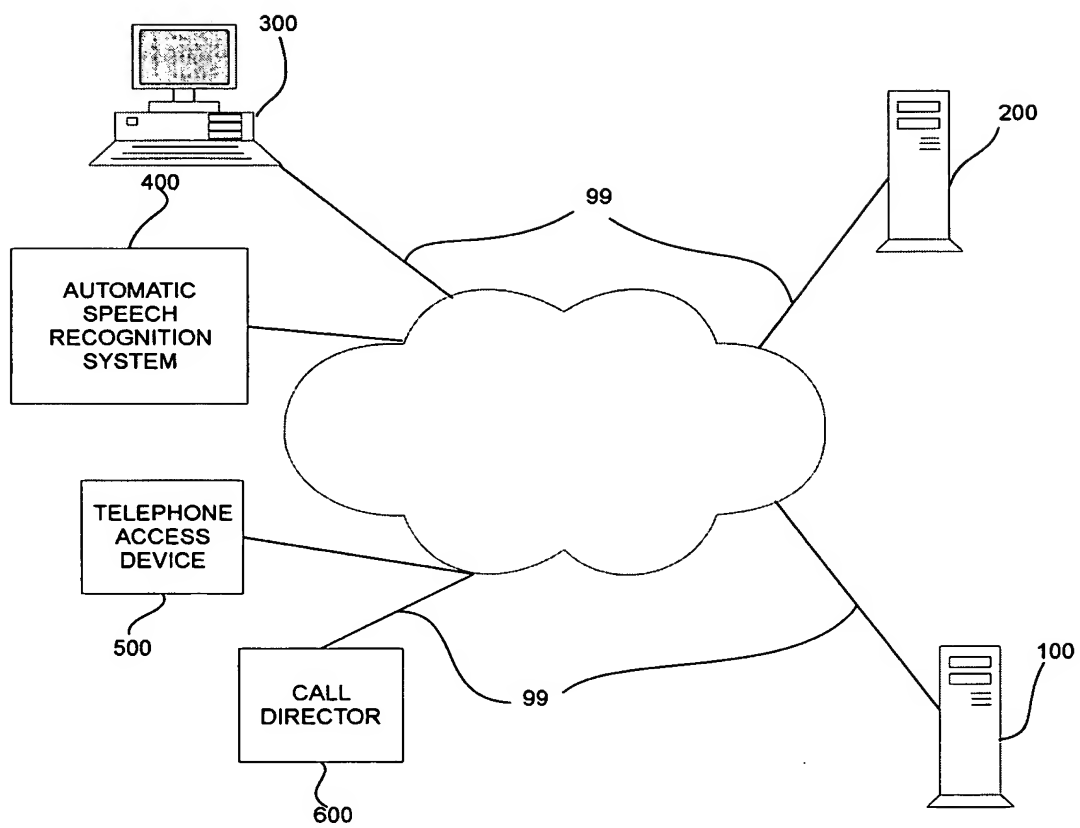 300
200
400
99
AUTOMATIC
SPEECH
RECOGNITION
SYSTEM
TELEPHONE
ACCESS
DEVICE
500
CALL
DIRECTOR
99
100
600